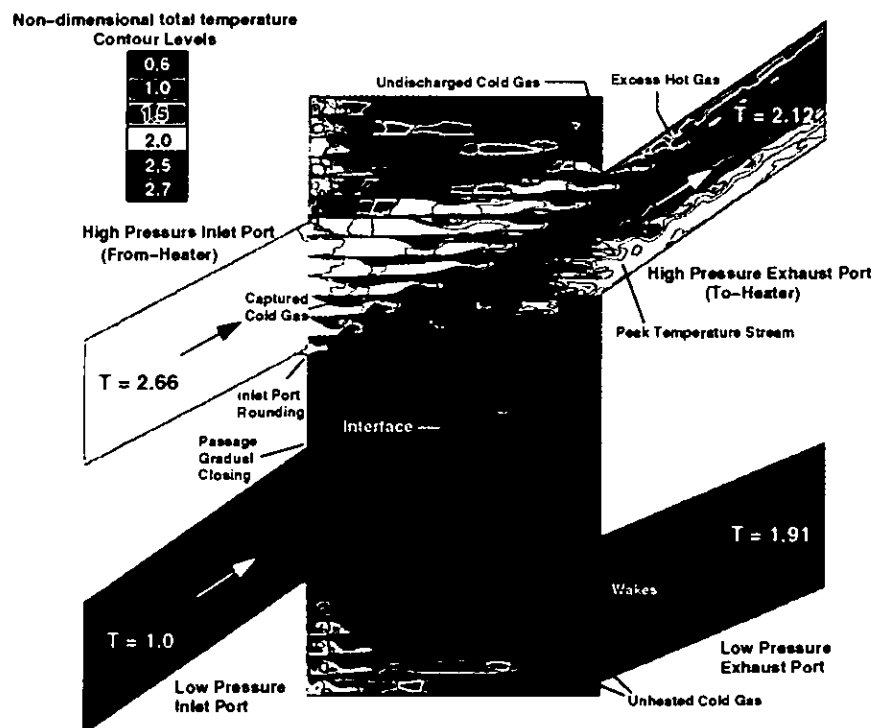 Non-dimensional total temperature
Contour Levels
0.6
1.0
1.5
2.0
2.5
2.7
Undischarged Cold Gas
Excess Hot Gas
T = 2.12
High Pressurs Inlet Port
(From-Heater)
High Pressure Exhaust Port
(To-Heater)
Captured
Cold Gas
Peak Temperature Stream
T = 2.66
Inlet Port
Rounding
Interface
Passage
Gradual
Closing
T = 1.91
Wakes
T = 1.0
Low Pressure
Exhaust Port
Low Pressure
Inlet Port
Unheated Cold Gas